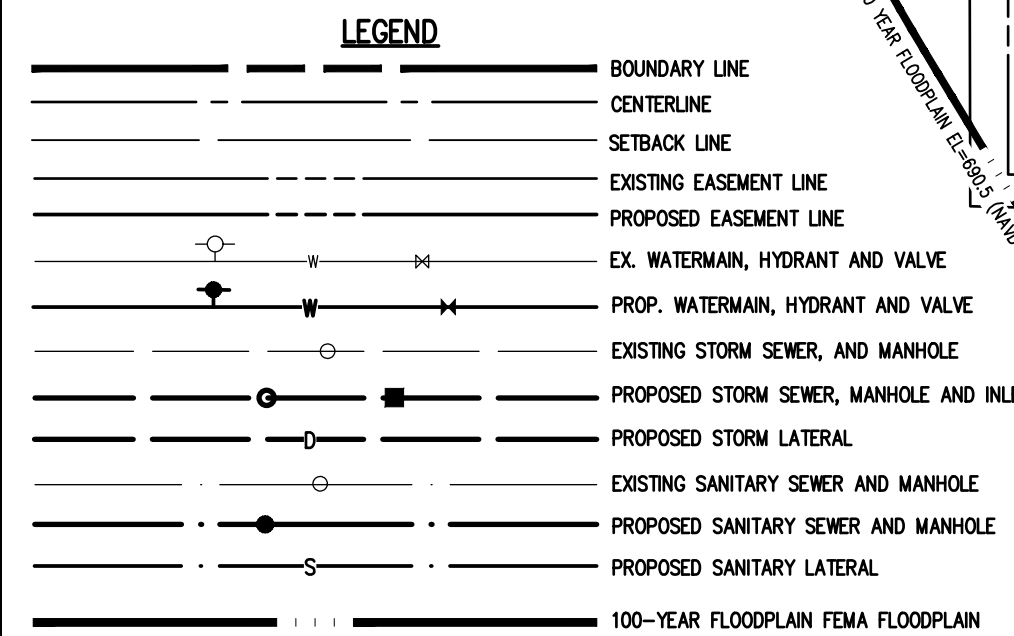 LEGEND
BOUNDARY LINE
CENTERLINE
SETBACK LINE
EXISTING EASEMENT LINE
PROPOSED EASEMENT LINE
W
EX. WATERMAIN, HYDRANT AND VALVE
W
PROP. WATERMAIN, HYDRANT AND VALVE
EXISTING STORM SEWER, AND MANHOLE
PROPOSED STORM SEWER, MANHOLE AND
D
PROPOSED STORM LATERAL
EXISTING SANITARY SEWER AND MANHOLE
PROPOSED SANITARY SEWER AND MANHOLE
S
PROPOSED SANITARY LATERAL
100-YEAR FLOODPLAIN FEMA FLOODPLAIN
YEAR FLOODPLAIN EL=690.5